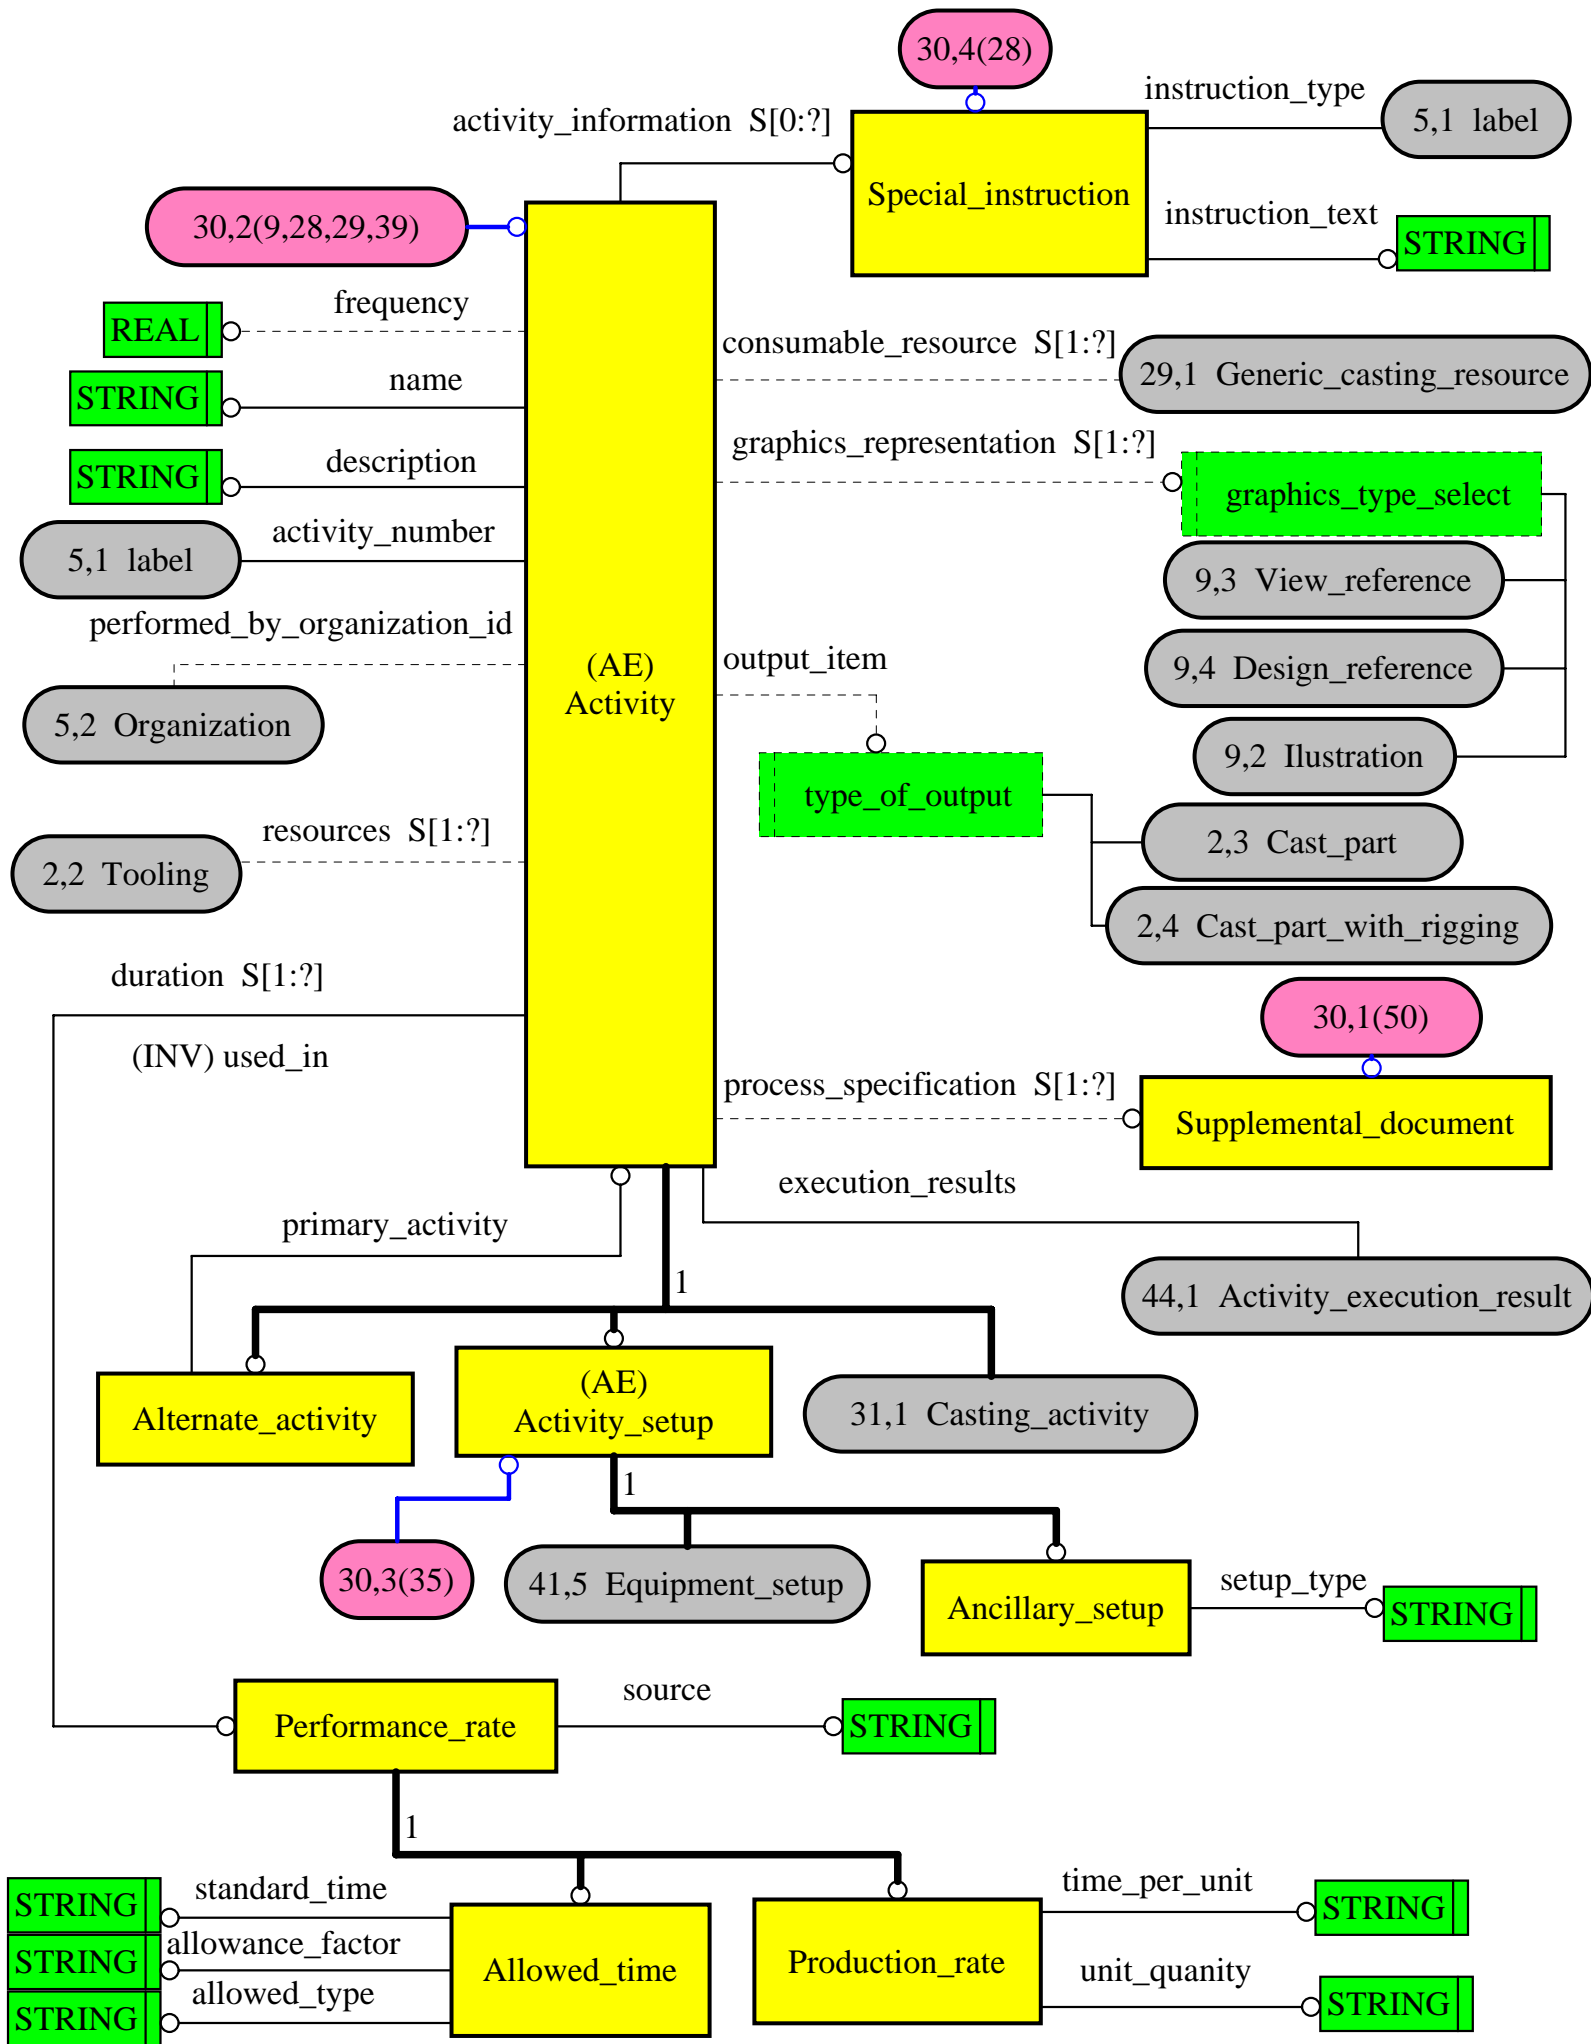 30,4(28)
instruction_type
5,1 label
activity_information S[0:?]
Special_instruction
instruction_text
STRING
30,2(9,28,29,39)
frequency
REAL
name
STRING
description
STRING
activity_number
5,1 label
performed_by_organization_id
5,2 Organization
resources S[1:?]
2,2 Tooling
(AE)
Activity
consumable_resource S[1:?]
29,1 Generic_casting_resource
graphics_representation S[1:?]
graphics_type_select
9,3 View_reference
9,4 Design_reference
9,2 Ilustration
output_item
type_of_output
2,3 Cast_part
2,4 Cast_part_with_rigging
duration S[1:?]
(INV) used_in
30,1(50)
process_specification S[1:?]
Supplemental_document
execution_results
44,1 Activity_execution_result
primary_activity
1
Alternate_activity
(AE)
Activity_setup
31,1 Casting_activity
1
30,3(35)
41,5 Equipment_setup
Ancillary_setup
setup_type
STRING
Performance_rate
source
STRING
1
standard_time
STRING
allowance_factor
STRING
allowed_type
STRING
Allowed_time
Production_rate
time_per_unit
STRING
unit_quanity
STRING